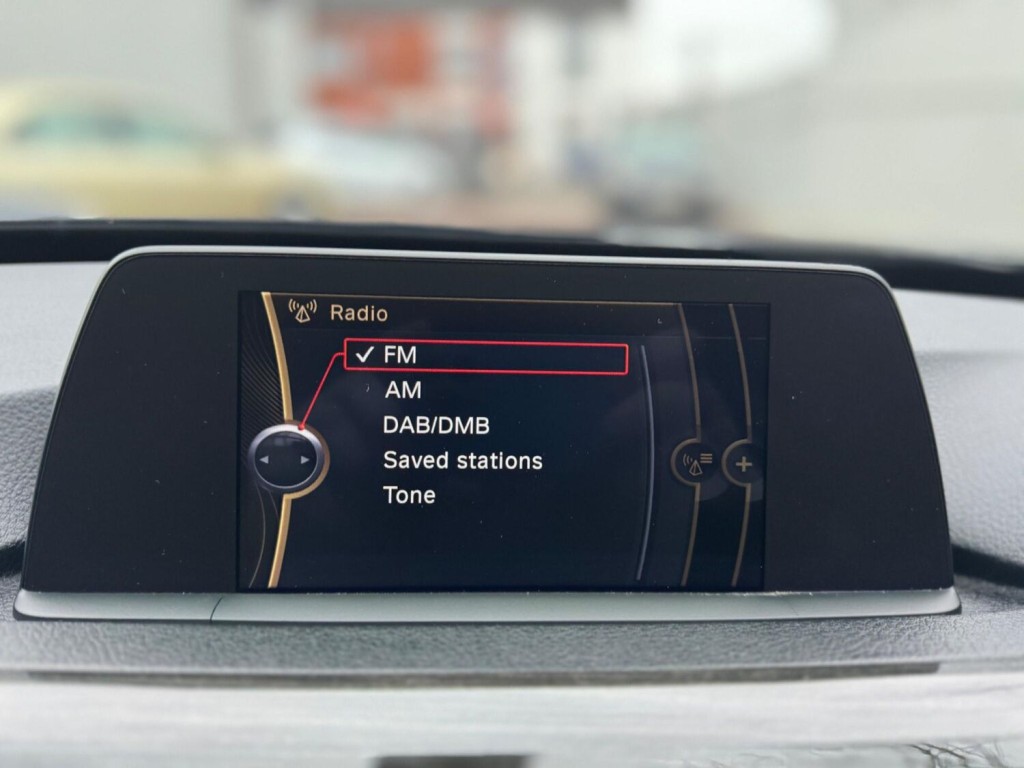 Radio
✓ FM
AM
DAB/DMB
Saved stations
Tone